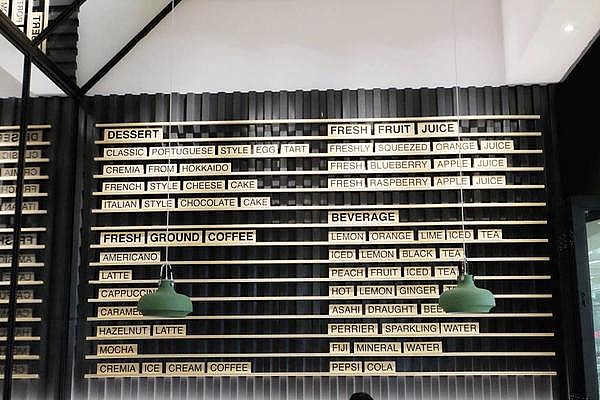 DESSERT
CLASSIC PORTUGUESE STYLE EGG TART
CREMIA FROM HOKKAIDO
FRENCH STYLE CHEESE CAKE
ITALIAN STYLE CHOCOLATE CAKE
FRESH GROUND COFFEE
AMERICANO
LATTE
CAPPUCCIN
CARAME
HAZELNUT LATTE
MOCHA
CREMIA ICE CREAM COFFEE
FRESH FRUIT JUICE
FRESHLY SQUEEZED ORANGE JUICE
FRESH BLUEBERRY APPLE JUICE
FRESH RASPBERRY APPLE JUICE
BEVERAGE
LEMON ORANGE LIME ICED TEA
ICED LEMON BLACK TEA
PEACH FRUIT ICED TEA
HOT LEMON GINGER
ASAHI DRAUGHT BEE
PERRIER SPARKLING WATER
FIJI MINERAL WATER
PEPSI COLA